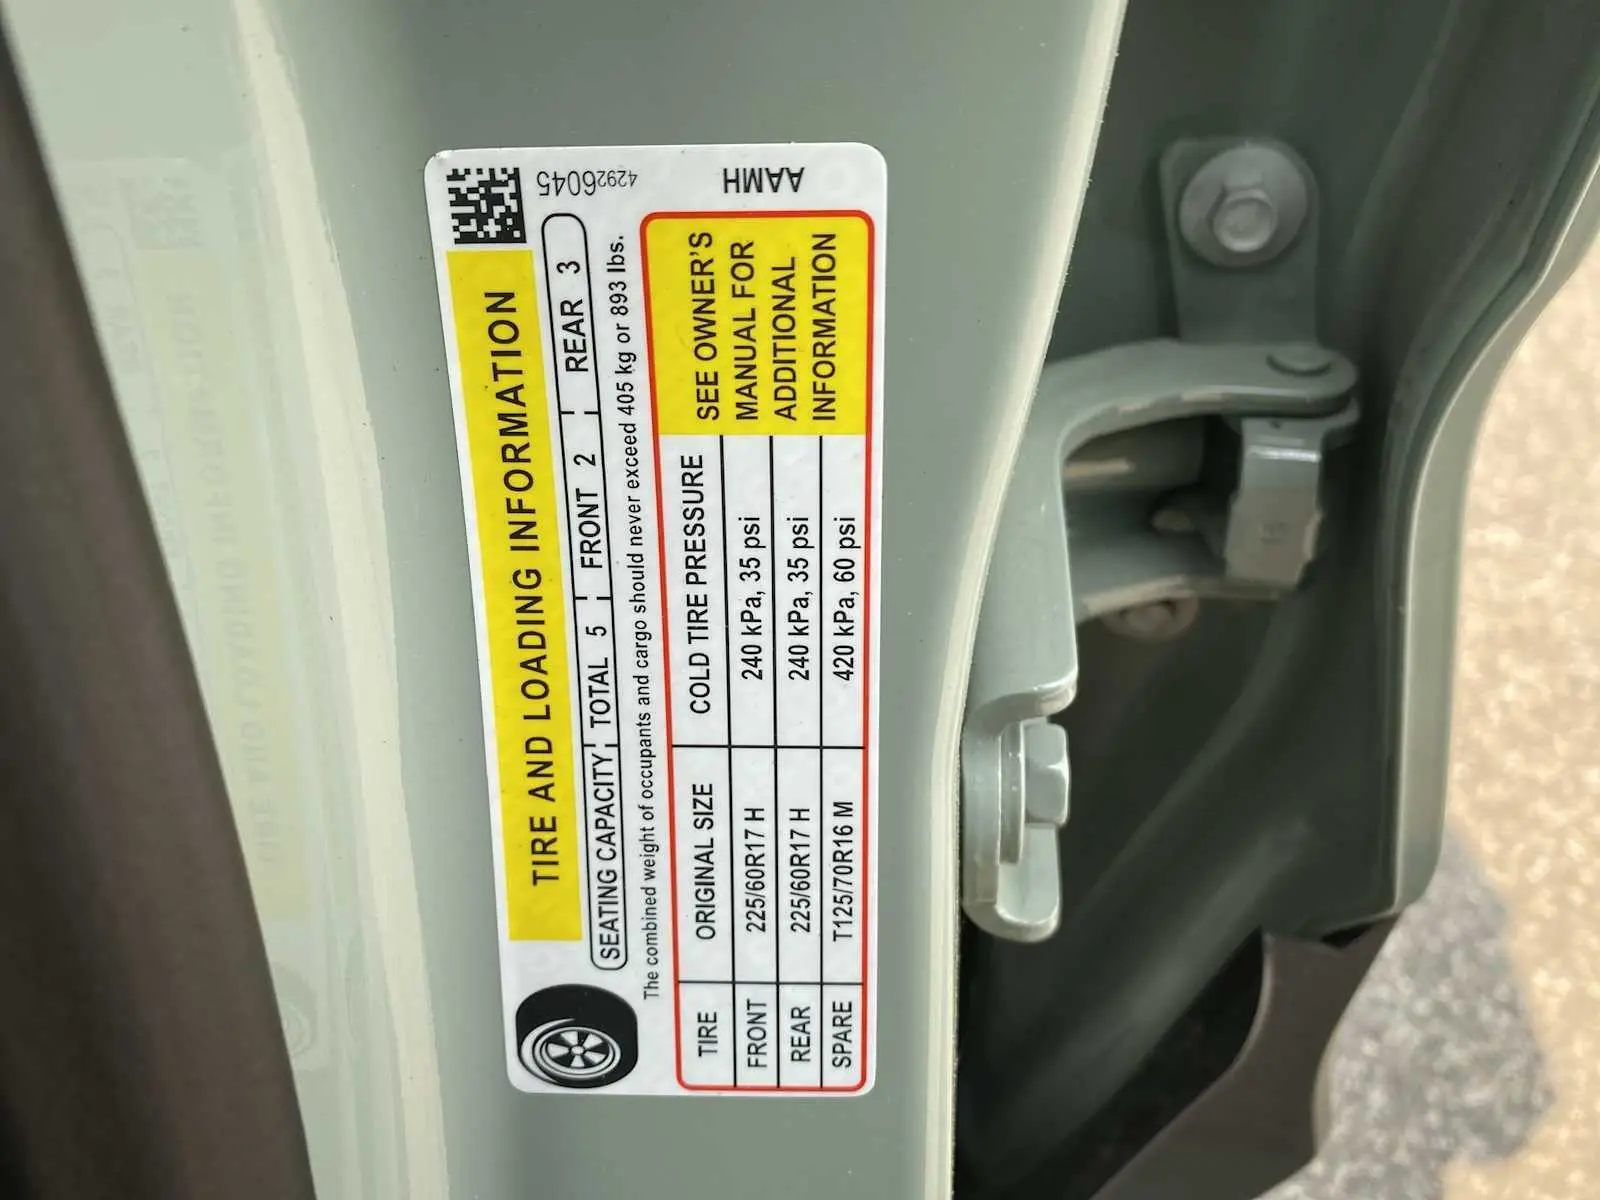 42926045
AAMH
TIRE AND LOADING INFORMATION
SEATING CAPACITY TOTAL 5 FRONT 2 REAR 3
The combined weight of occupants and cargo should never exceed 405 kg or 893 lbs.
TIRE ORIGINAL SIZE COLD TIRE PRESSURE
FRONT 225/60R17 H 240 kPa, 35 psi
REAR 225/60R17 H 240 kPa, 35 psi
SPARE T125/70R16 M 420 kPa, 60 psi
SEE OWNER'S
MANUAL FOR
ADDITIONAL
INFORMATION